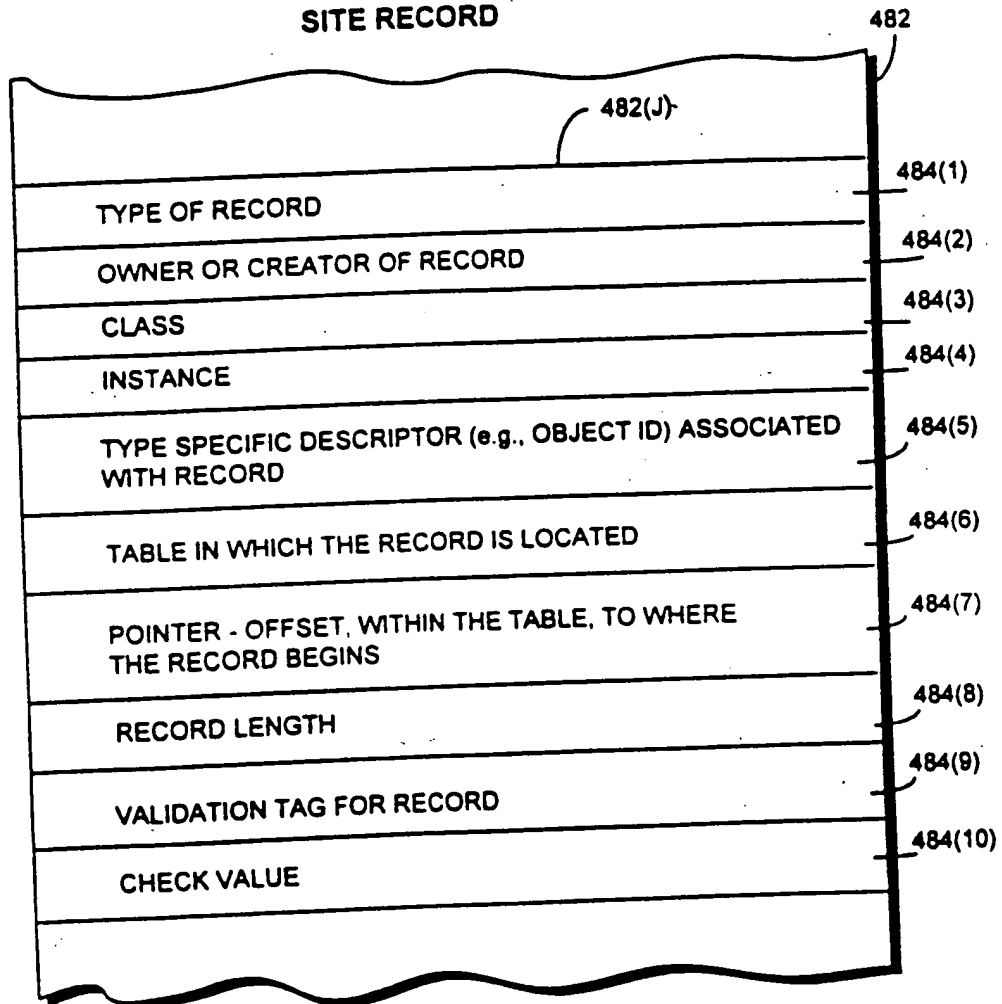 SITE RECORD
482
482(J)
484(1)
TYPE OF RECORD
484(2)
OWNER OR CREATOR OF RECORD
484(3)
CLASS
484(4)
INSTANCE
484(5)
TYPE SPECIFIC DESCRIPTOR (e.g., OBJECT ID) ASSOCIATED
WITH RECORD
484(6)
TABLE IN WHICH THE RECORD IS LOCATED
484(7)
POINTER - OFFSET, WITHIN THE TABLE, TO WHERE
THE RECORD BEGINS
484(8)
RECORD LENGTH
484(9)
VALIDATION TAG FOR RECORD
484(10)
CHECK VALUE